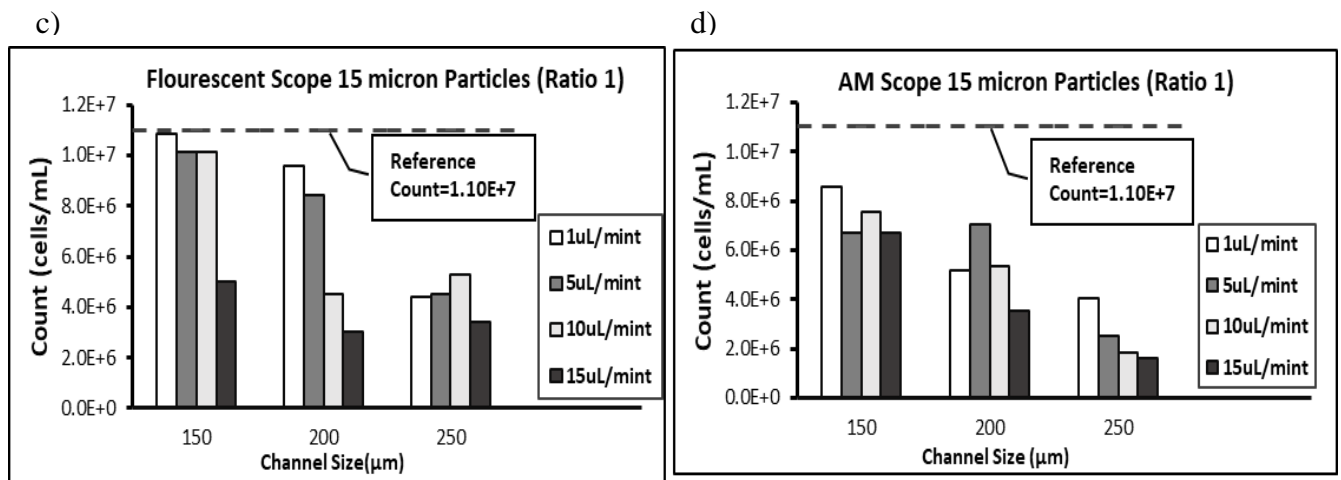 c)
Flourescent Scope 15 micron Particles (Ratio 1)
1.2E+7
1.0E+7
8.0E+6
6.0E+6
4.0E+6
2.0E+6
0.0E+0
Count (cells/mL)
Reference
Count=1.10E+7
1uL/mint
5uL/mint
10uL/mint
15uL/mint
150
200
250
Channel Size(µm)
d)
AM Scope 15 micron Particles (Ratio 1)
1.2E+7
1.0E+7
8.0E+6
6.0E+6
4.0E+6
2.0E+6
0.0E+0
Count (cells/mL)
Reference
Count=1.10E+7
1uL/mint
5uL/mint
10uL/mint
15uL/mint
150
200
250
Channel Size (µm)